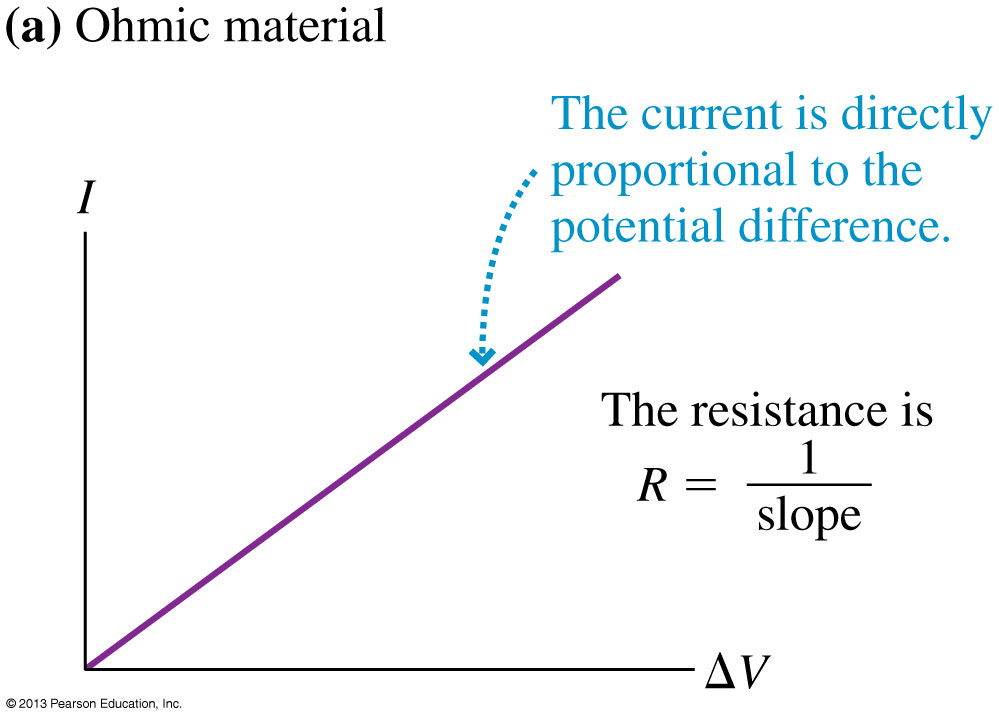 (a) Ohmic material
The current is directly
proportional to the
potential difference.
I
The resistance is
R = 1
slope
ΔV
© 2013 Pearson Education, Inc.